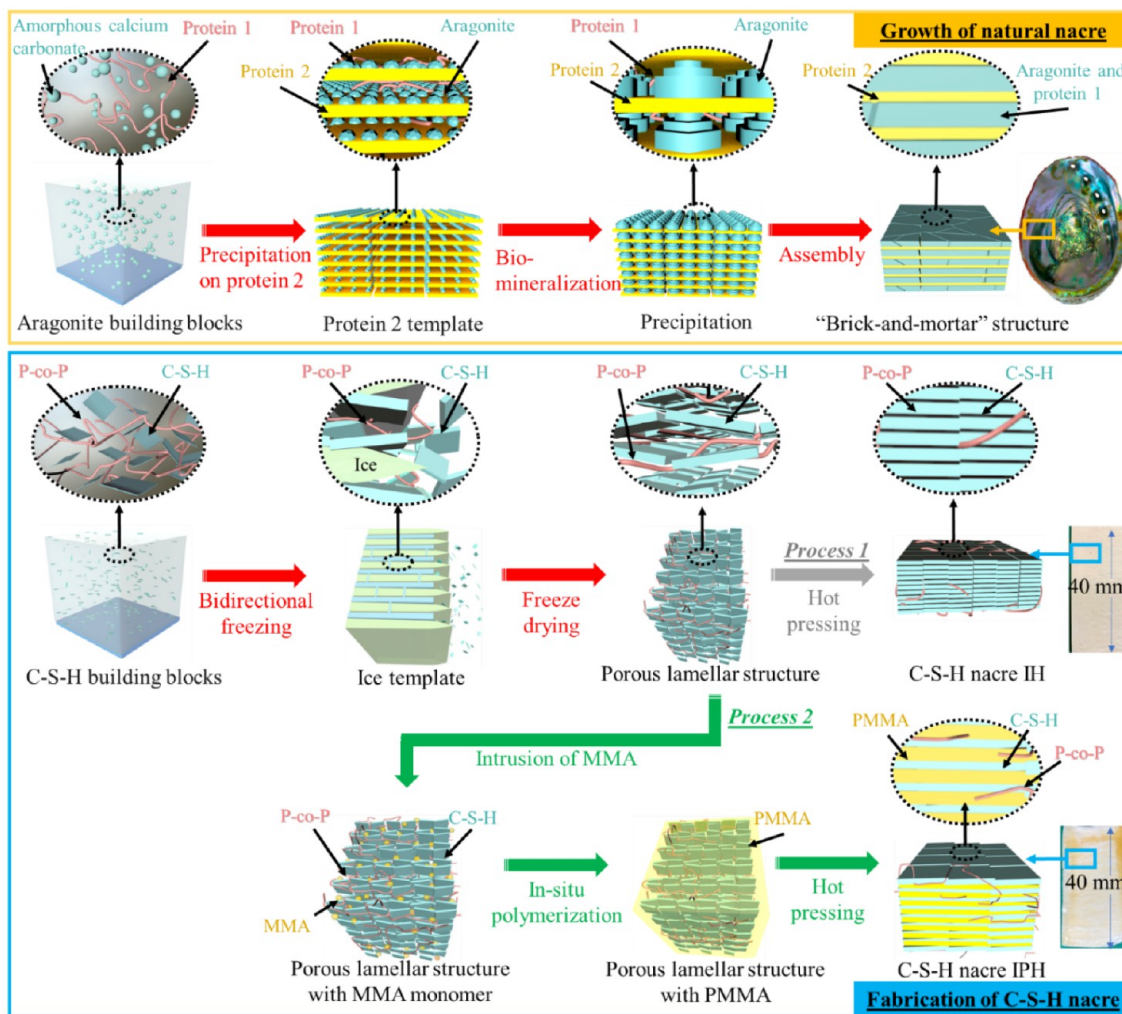 Growth of natural nacre
Amorphous calcium
carbonate
Protein 1
Protein 1
Aragonite
Protein 2
Protein 1
Aragonite
Protein 2
Protein 2
Aragonite and
protein 1
Precipitation
on protein 2
Bio-
mineralization
Assembly
Aragonite building blocks
Protein 2 template
Precipitation
“Brick-and-mortar” structure
P-co-P
C-S-H
P-co-P
C-S-H
Ice
P-co-P
C-S-H
P-co-P
C-S-H
Bidirectional
freezing
Freeze
drying
Process 1
Hot
pressing
40 mm
C-S-H building blocks
Ice template
Porous lamellar structure
C-S-H nacre IH
Process 2
Intrusion of MMA
PMMA
C-S-H
P-co-P
P-co-P
C-S-H
MMA
In-situ
polymerization
PMMA
Hot
pressing
40 mm
Porous lamellar structure
with MMA monomer
Porous lamellar structure
with PMMA
C-S-H nacre IPH
Fabrication of C-S-H nacre